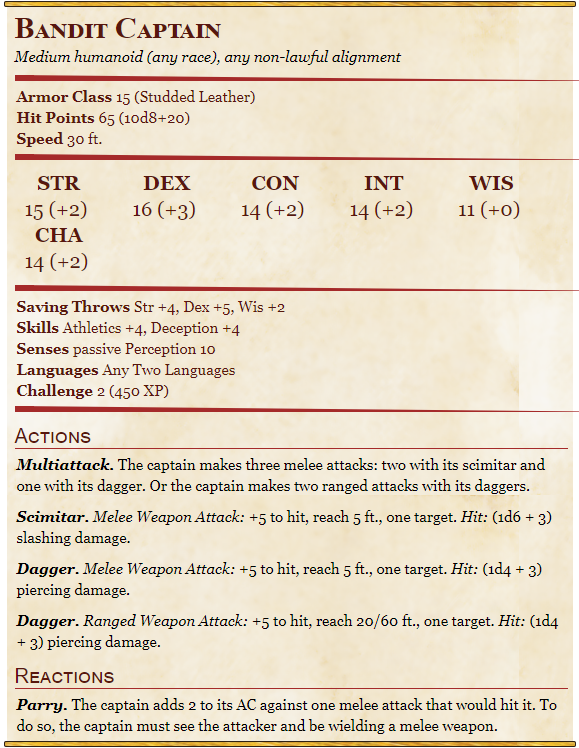 Bandit Captain
Medium humanoid (any race), any non-lawful alignment
Armor Class 15 (Studded Leather)
Hit Points 65 (10d8+20)
Speed 30 ft.
STR DEX CON INT WIS
15 (+2) 16 (+3) 14 (+2) 14 (+2) 11 (+0)
CHA
14 (+2)
Saving Throws Str +4, Dex +5, Wis +2
Skills Athletics +4, Deception +4
Senses passive Perception 10
Languages Any Two Languages
Challenge 2 (450 XP)
Actions
Multiattack. The captain makes three melee attacks: two with its scimitar and
one with its dagger. Or the captain makes two ranged attacks with its daggers.
Scimitar. Melee Weapon Attack: +5 to hit, reach 5 ft., one target. Hit: (1d6 + 3)
slashing damage.
Dagger. Melee Weapon Attack: +5 to hit, reach 5 ft., one target. Hit: (1d4 + 3)
piercing damage.
Dagger. Ranged Weapon Attack: +5 to hit, reach 20/60 ft., one target. Hit: (1d4
+ 3) piercing damage.
Reactions
Parry. The captain adds 2 to its AC against one melee attack that would hit it. To
do so, the captain must see the attacker and be wielding a melee weapon.